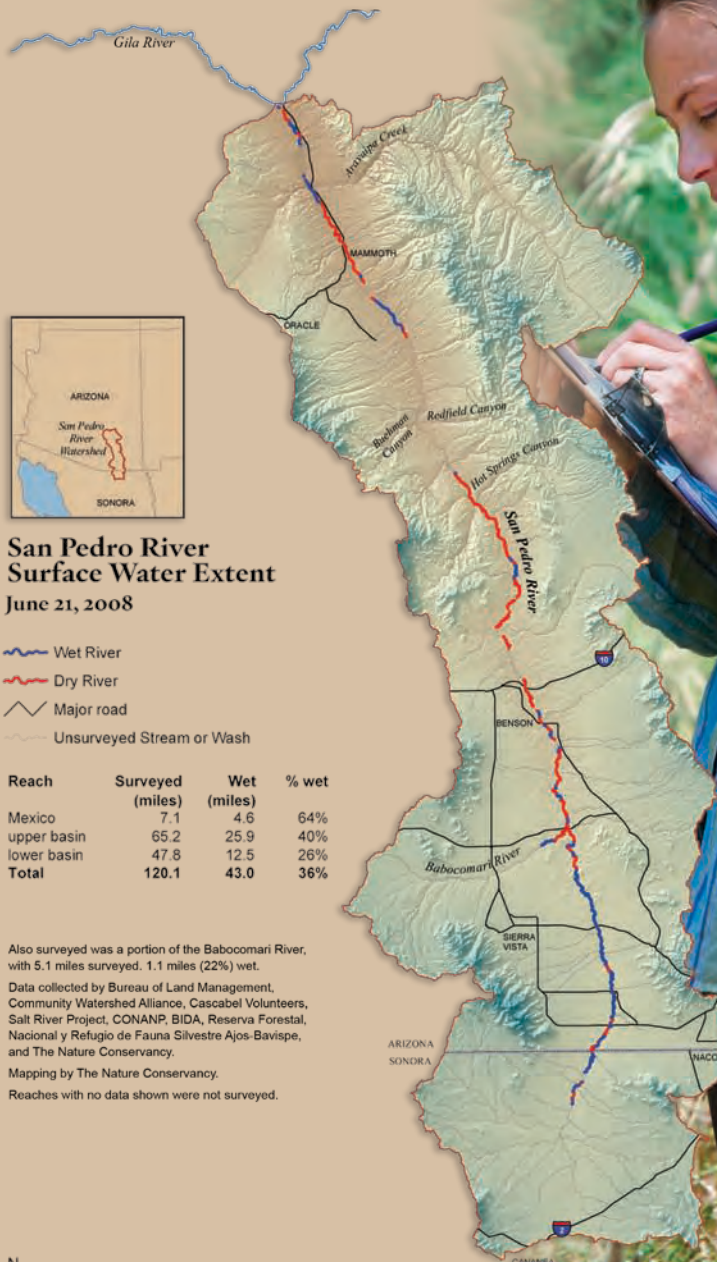 Gila River
Aravaipa Creek
MAMMOTH
ORACLE
Redfield Canyon
Buehman
Canyon
Hot Springs Canyon
San Pedro River
ARIZONA
San Pedro
River
Watershed
SONORA
San Pedro River
Surface Water Extent
June 21, 2008
Wet River
Dry River
Major road
Unsurveyed Stream or Wash
10
BENSON
Reach Surveyed Wet % wet
(miles) (miles)
Mexico 7.1 4.6 64%
upper basin 65.2 25.9 40%
lower basin 47.8 12.5 26%
Total 120.1 43.0 36%
Babocomari River
SIERRA
VISTA
Also surveyed was a portion of the Babocomari River,
with 5.1 miles surveyed. 1.1 miles (22%) wet.
Data collected by Bureau of Land Management,
Community Watershed Alliance, Cascabel Volunteers,
Salt River Project, CONANP, BIDA, Reserva Forestal,
Nacional y Refugio de Fauna Silvestre Ajos-Bavispe,
and The Nature Conservancy.
Mapping by The Nature Conservancy.
Reaches with no data shown were not surveyed.
ARIZONA
SONORA
NACO
2
N